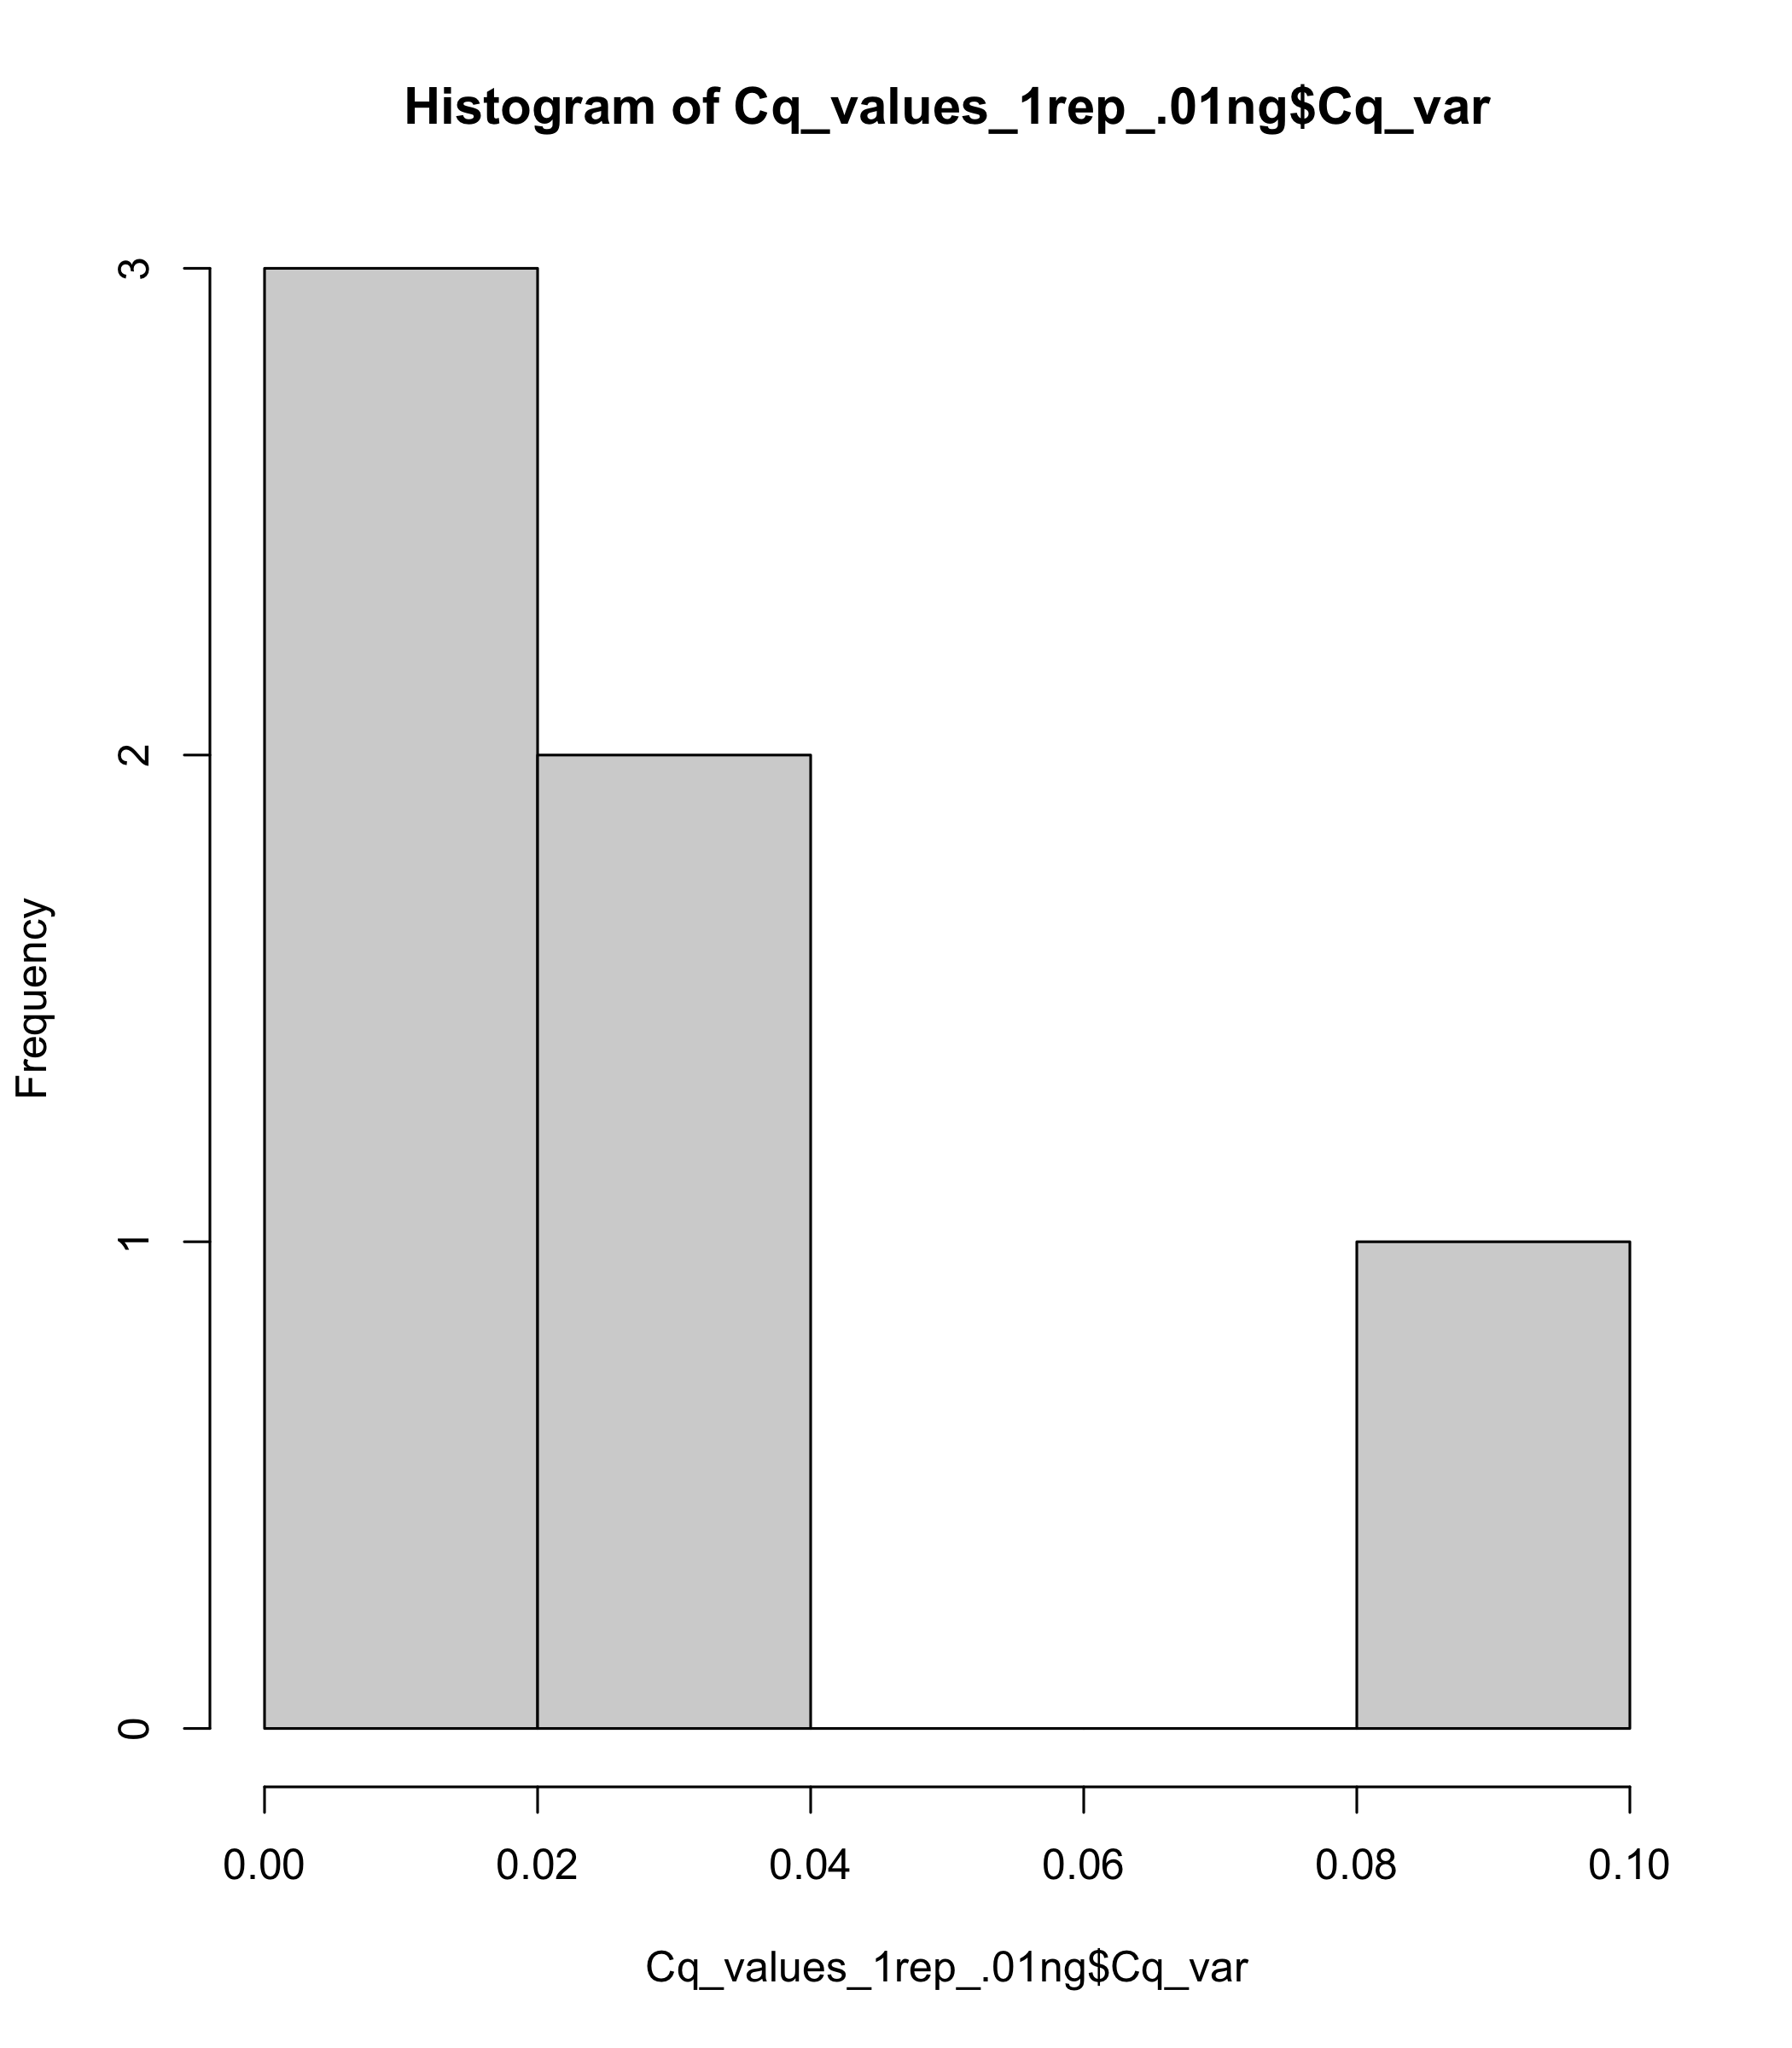 Histogram of Cq_values_1rep_.01ng$Cq_var
3
2
1
0
Frequency
0.00 0.02 0.04 0.06 0.08 0.10
Cq_values_1rep_.01ng$Cq_var